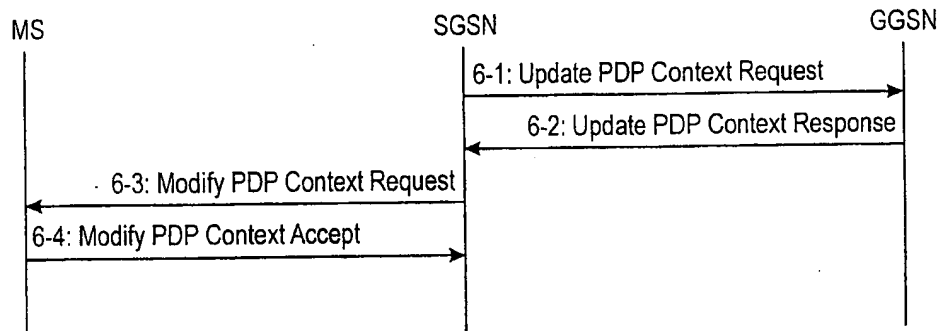 MS
SGSN
GGSN
6-1: Update PDP Context Request
6-2: Update PDP Context Response
6-3: Modify PDP Context Request
6-4: Modify PDP Context Accept